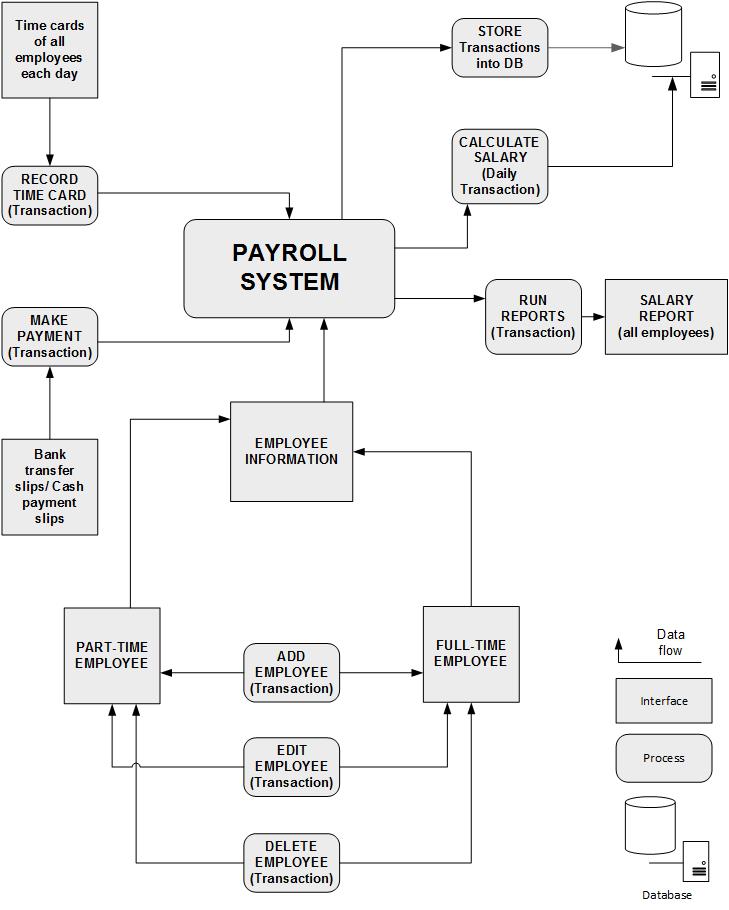 Time cards
of all
employees
each day
STORE
Transactions
into DB
CALCULATE
SALARY
(Daily
Transaction)
RECORD
TIME CARD
(Transaction)
PAYROLL
SYSTEM
RUN
REPORTS
(Transaction)
SALARY
REPORT
(all employees)
MAKE
PAYMENT
(Transaction)
Bank
transfer
slips/ Cash
payment
slips
EMPLOYEE
INFORMATION
PART-TIME
EMPLOYEE
ADD
EMPLOYEE
(Transaction)
FULL-TIME
EMPLOYEE
EDIT
EMPLOYEE
(Transaction)
DELETE
EMPLOYEE
(Transaction)
Data
flow
Interface
Process
Database